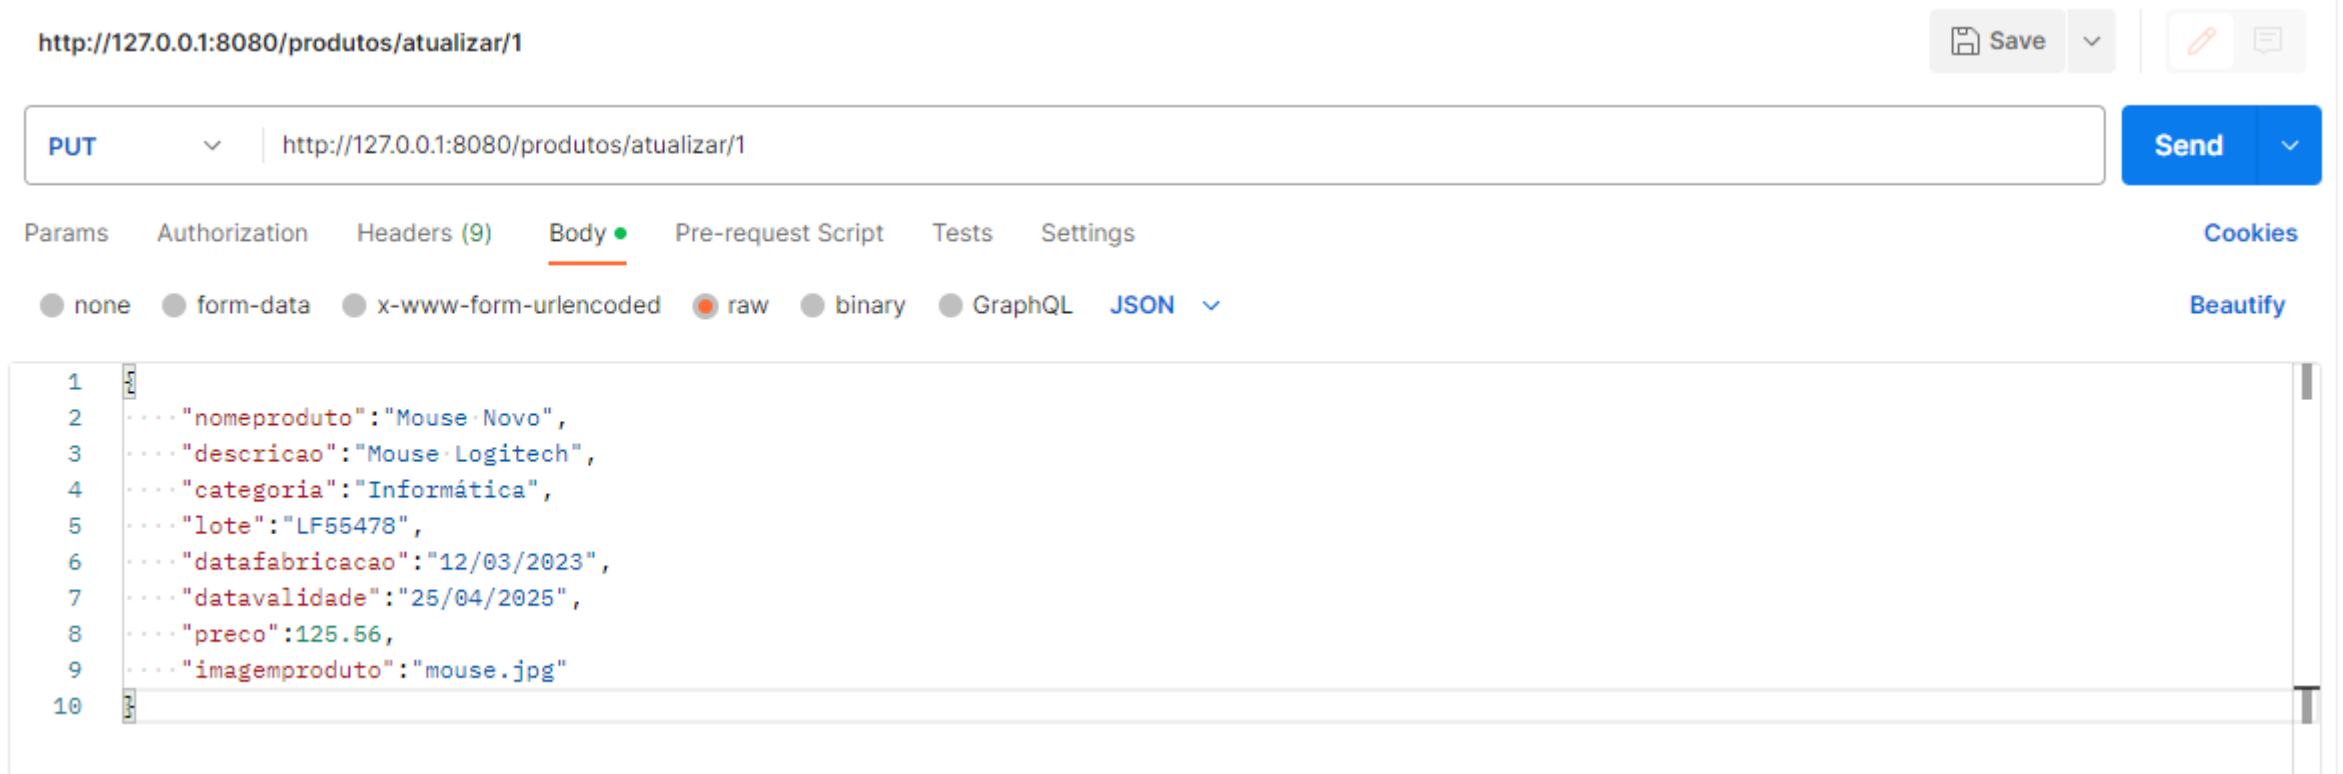 http://127.0.0.1:8080/produtos/atualizar/1
Save
PUT http://127.0.0.1:8080/produtos/atualizar/1 Send
Params Authorization Headers (9) Body Pre-request Script Tests Settings Cookies
none form-data x-www-form-urlencoded raw binary GraphQL JSON Beautify
1 {
2 "nomeproduto":"Mouse Novo",
3 "descricao":"Mouse Logitech",
4 "categoria":"Informática",
5 "lote":"LF55478",
6 "datafabricacao":"12/03/2023",
7 "datavalidade":"25/04/2025",
8 "preco":125.56,
9 "imagemproduto":"mouse.jpg"
10 }